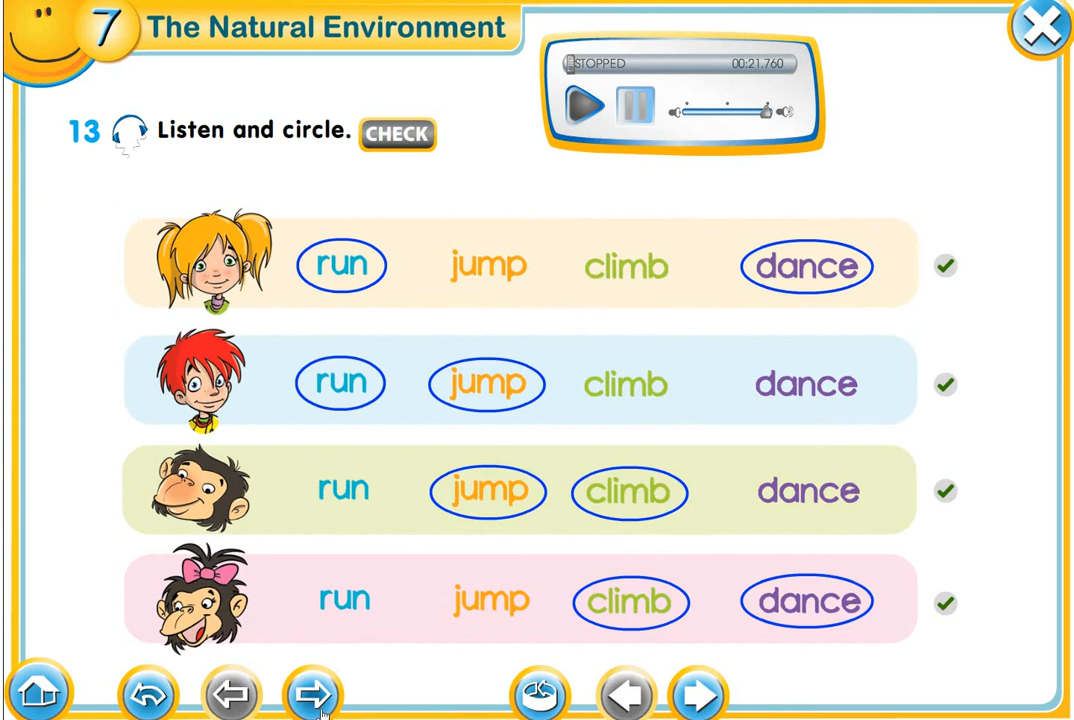 7 The Natural Environment
STOPPED 00:21.760
13 Listen and circle. CHECK
run jump climb dance
run jump climb dance
run jump climb dance
run jump climb dance